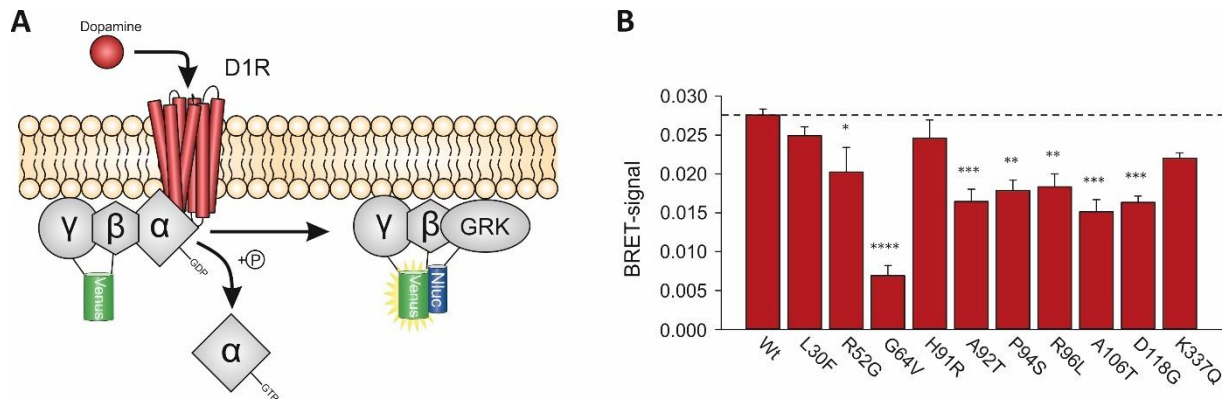 A
Dopamine
D1R
γ β α
GDP
Venus
+P
α
GTP
γ β GRK
Venus
Nluc
B
BRET-signal
0.030
0.025
0.020
0.015
0.010
0.005
0.000
*
****
***
**
**
***
***
Wt
L30F
R52G
G64V
H91R
A92T
P94S
R96L
A106T
D118G
K337Q